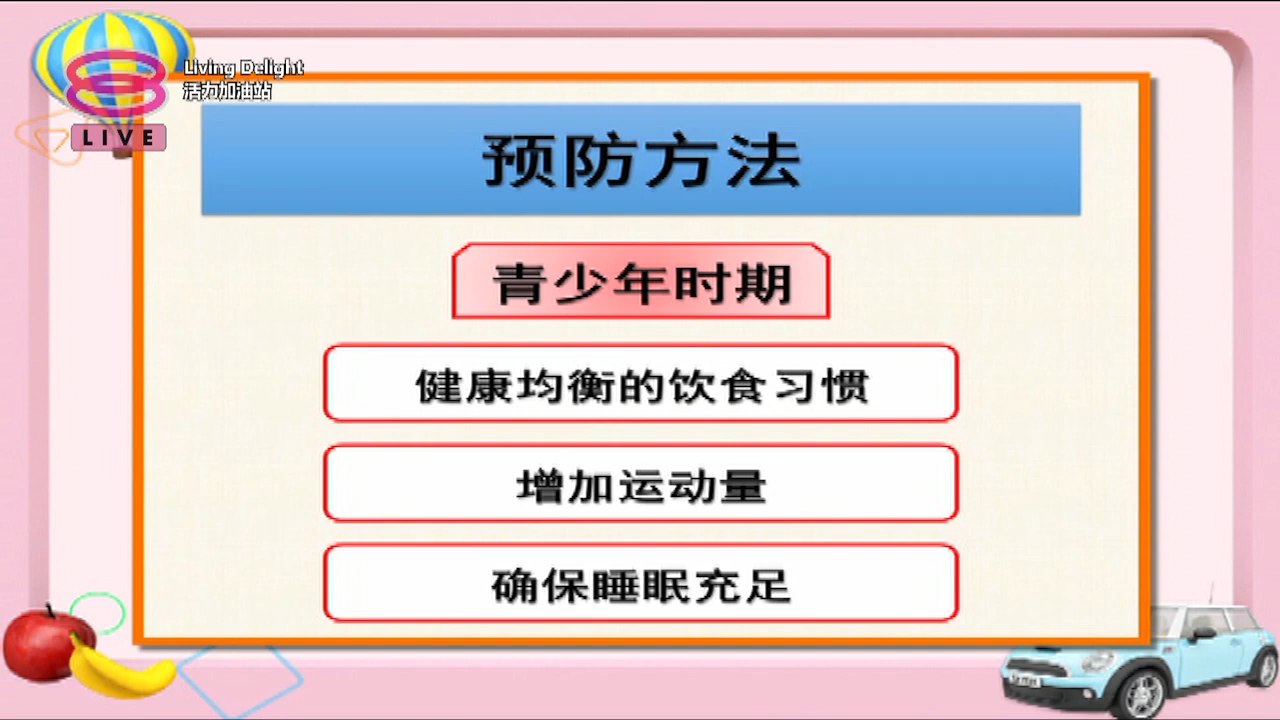 Living Delight
活力加油站
LIVE
预防方法
青少年时期
健康均衡的饮食习惯
增加运动量
确保睡眠充足